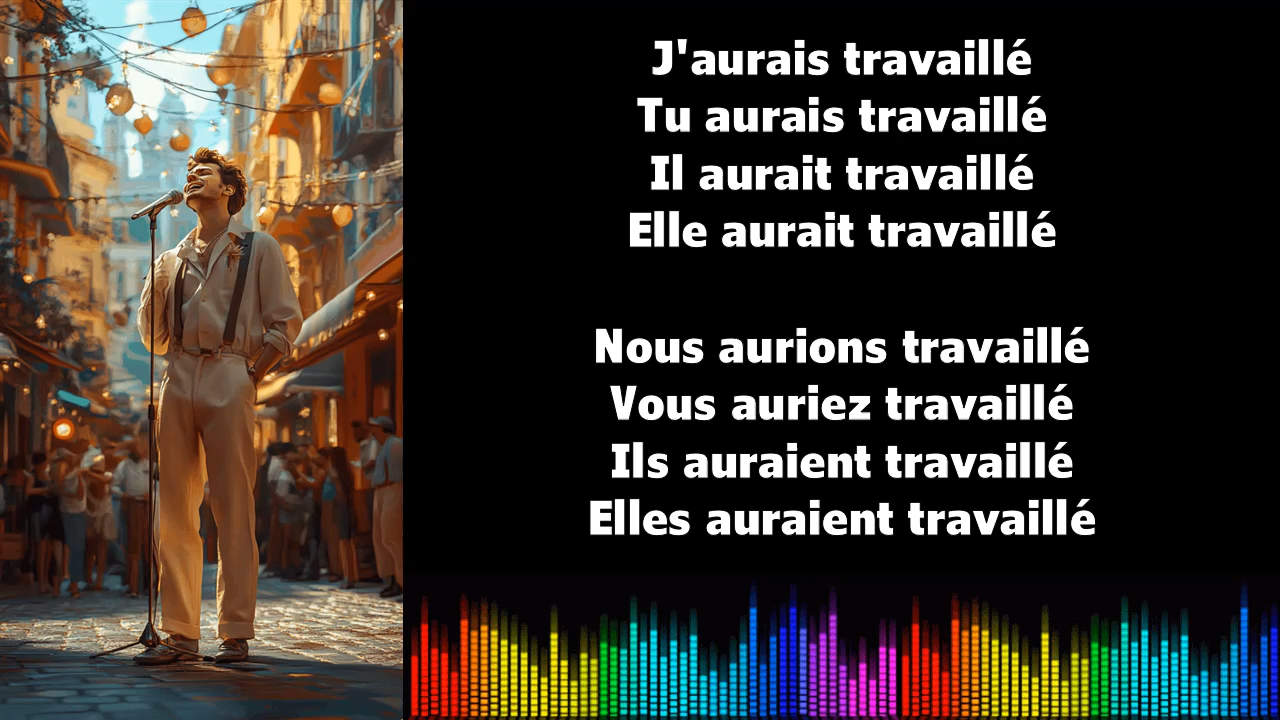 J'aurais travaillé
Tu aurais travaillé
Il aurait travaillé
Elle aurait travaillé
Nous aurions travaillé
Vous auriez travaillé
Ils auraient travaillé
Elles auraient travaillé